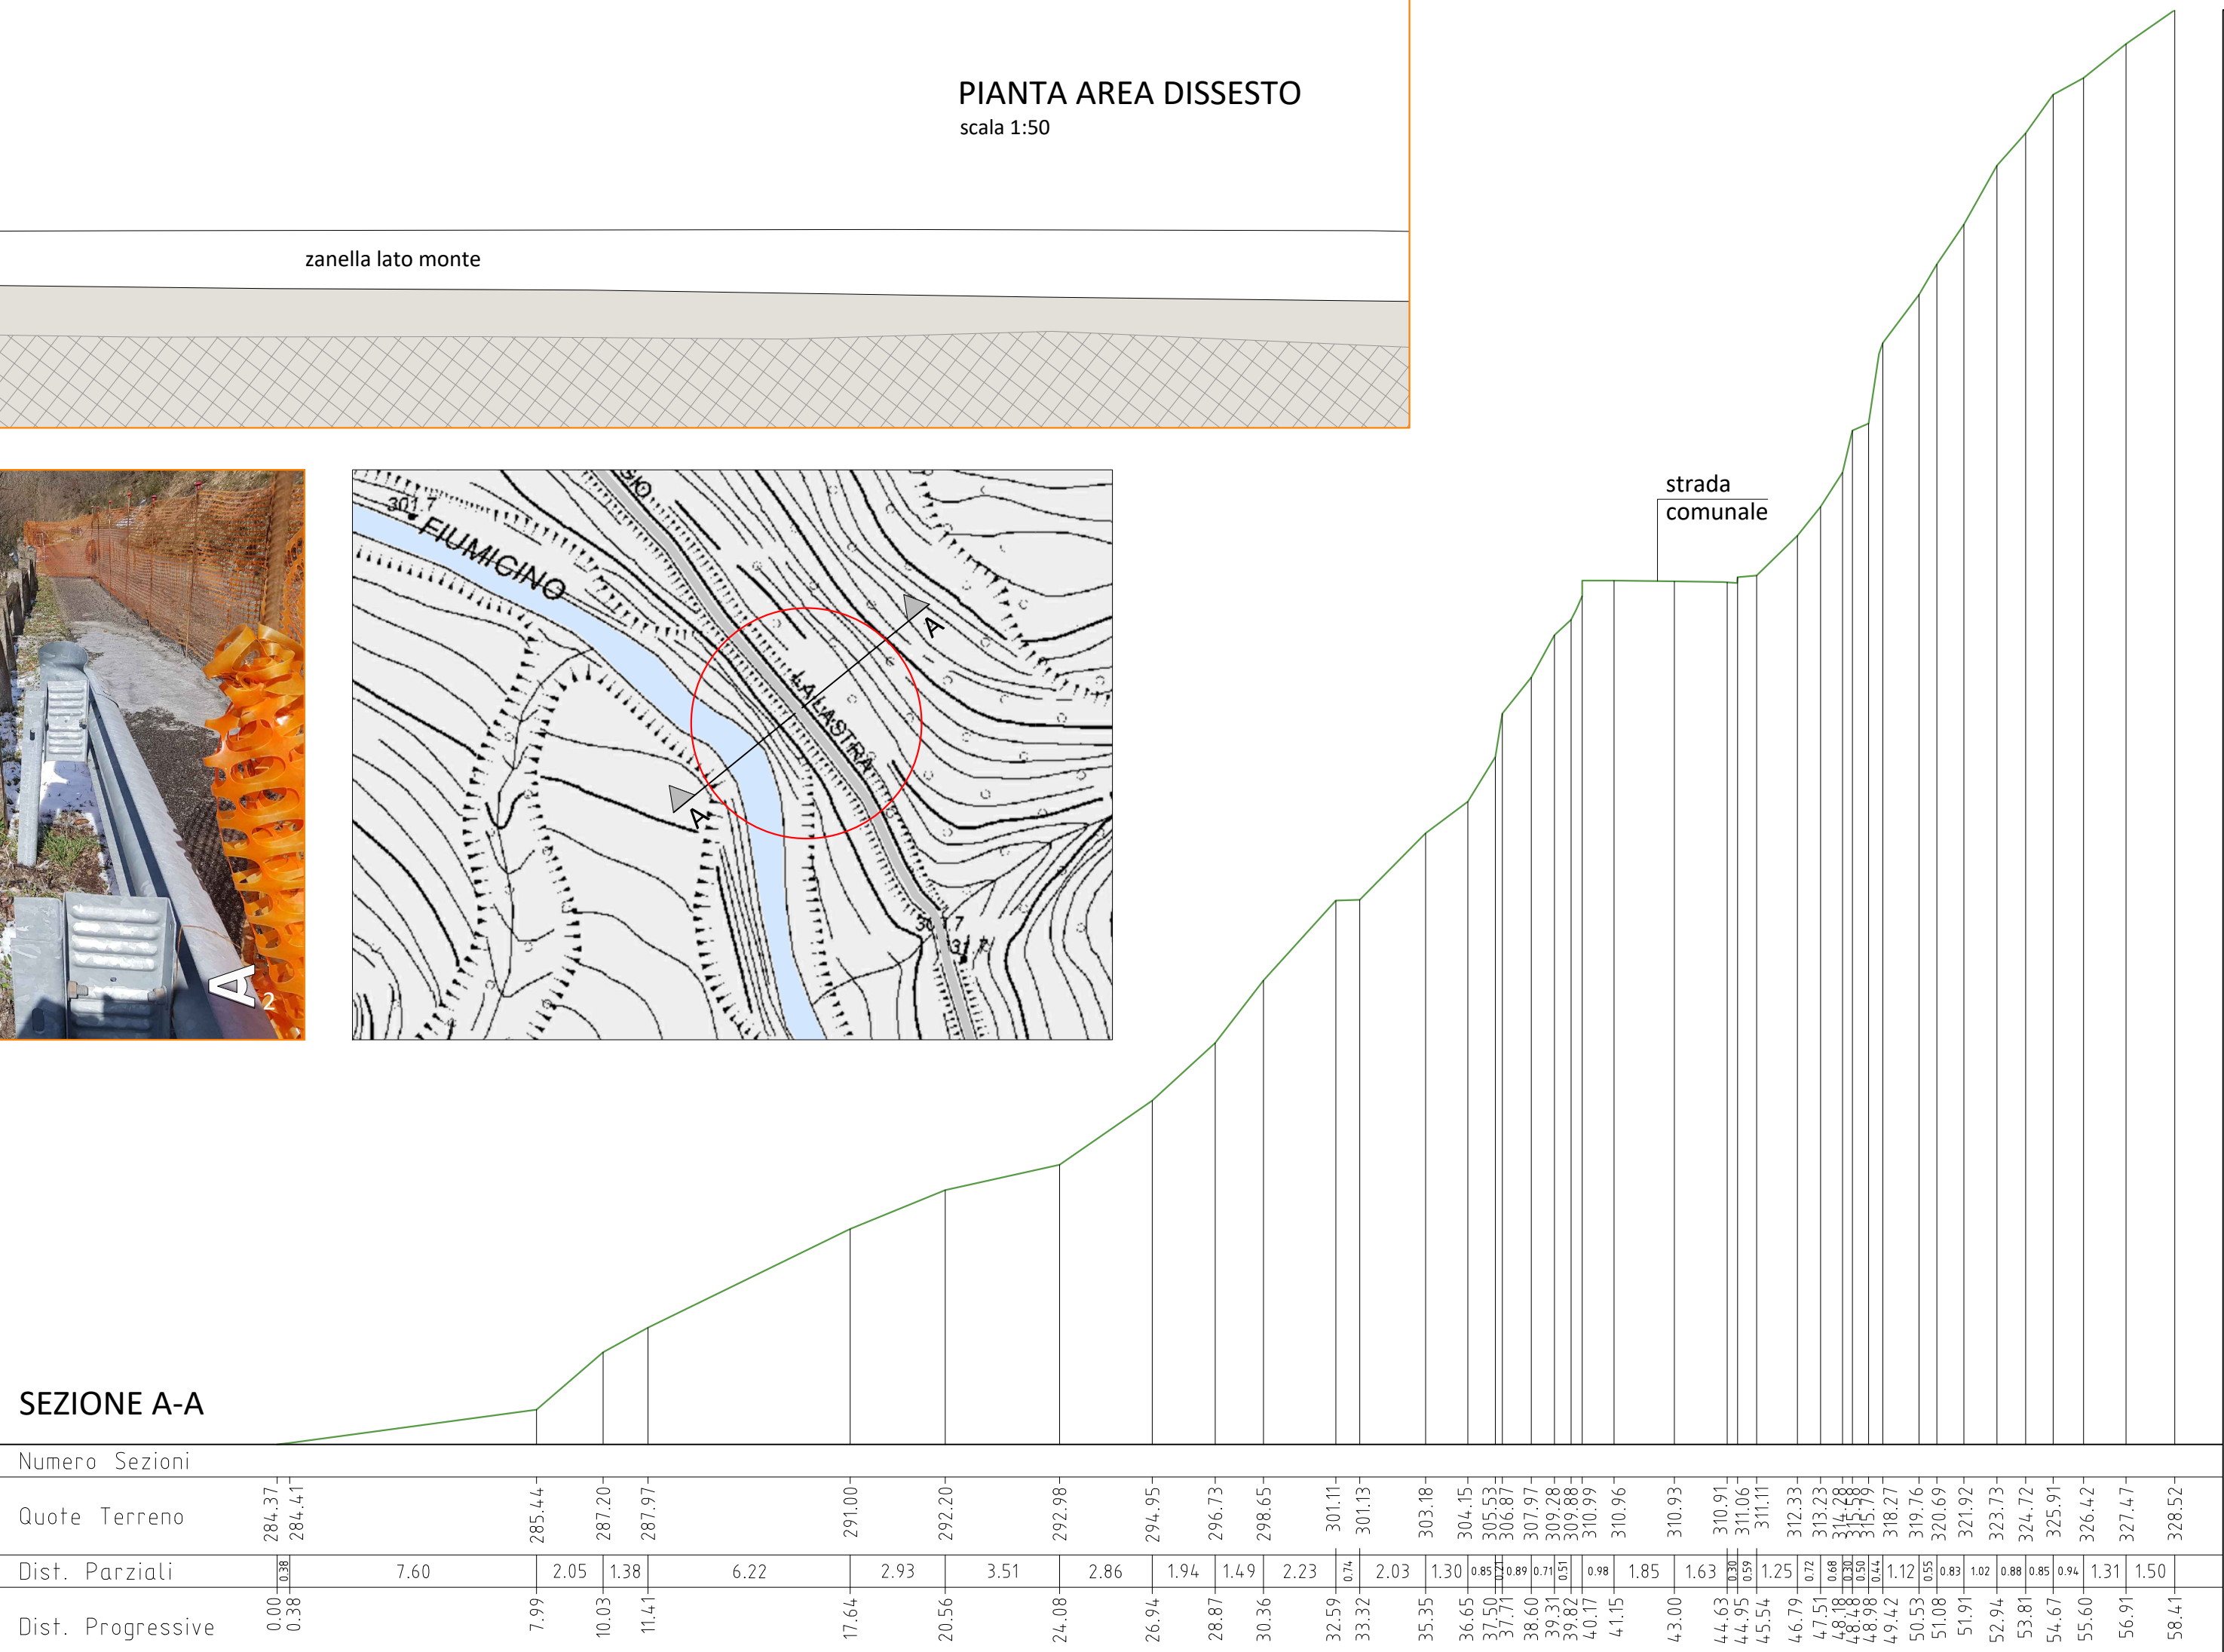 PIANTA AREA DISSESTO
scala 1:50
zanella lato monte
strada
comunale
301.7
FIUMICINO
GIO
LA LASTRA
A
A
A 2
SEZIONE A-A
Numero Sezioni
Quote Terreno 284.37 284.41 285.44 287.20 287.97 291.00 292.20 292.98 294.95 296.73 298.65 301.11 301.13 303.18 304.15 305.53 306.87 307.97 309.28 309.88 310.99 310.96 310.93 310.91 311.06 311.11 312.33 313.23 314.28 315.58 315.79 318.27 319.76 320.69 321.92 323.73 324.72 325.91 326.42 327.47 328.52
Dist. Parziali 0.38 7.60 2.05 1.38 6.22 2.93 3.51 2.86 1.94 1.49 2.23 0.74 2.03 1.30 0.85 0.21 0.89 0.71 0.51 0.98 1.85 1.63 0.30 0.59 1.25 0.72 0.68 0.30 0.50 0.44 1.12 0.55 0.83 1.02 0.88 0.85 0.94 1.31 1.50
Dist. Progressive 0.00 0.38 7.99 10.03 11.41 17.64 20.56 24.08 26.94 28.87 30.36 32.59 33.32 35.35 36.65 37.50 37.71 38.60 39.31 39.82 40.17 41.15 43.00 44.63 44.95 45.54 46.79 47.51 48.18 48.48 48.98 49.42 50.53 51.08 51.91 52.94 53.81 54.67 55.60 56.91 58.41